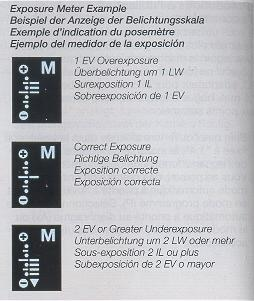 Exposure Meter Example
Beispiel der Anzeige der Belichtungsskala
Exemple d'indication du posemètre
Ejemplo del medidor de la exposición
M
1 EV Overexposure
Überbelichtung um 1 LW
Surexposition 1 IL
Sobreexposición de 1 EV
M
Correct Exposure
Richtige Belichtung
Exposition correcte
Exposición correcta
M
2 EV or Greater Underexposure
Unterbelichtung um 2 LW oder mehr
Sous-exposition 2 IL ou plus
Subexposición de 2 EV o mayor